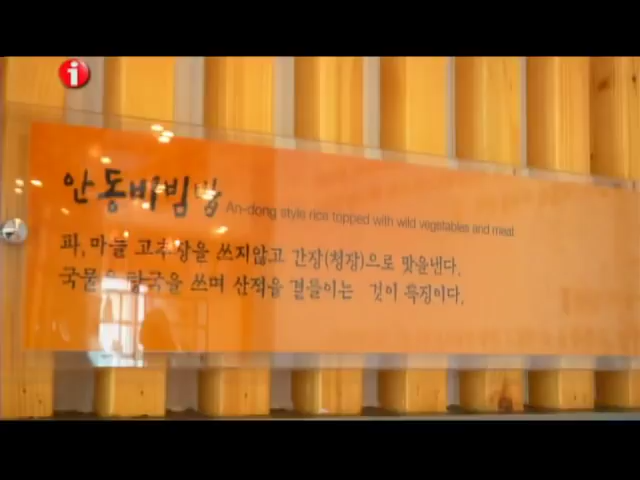 i
안동비빔밥 An-dong style rice topped with wild vegetables and meat
파, 마늘 고추장을 쓰지않고 간장(청장)으로 맛을낸다.
국물은 탕국을 쓰며 산적을 곁들이는 것이 특징이다.